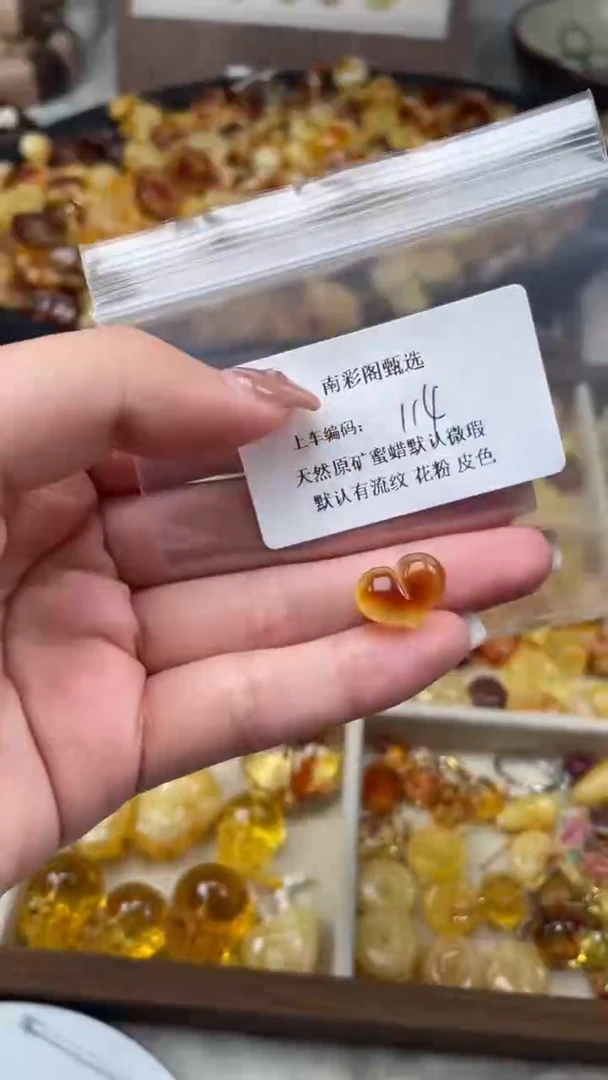 南彩阁甄选
上车编码: 114
天然原矿蜜蜡默认微瑕
默认有流纹 花粉 皮色